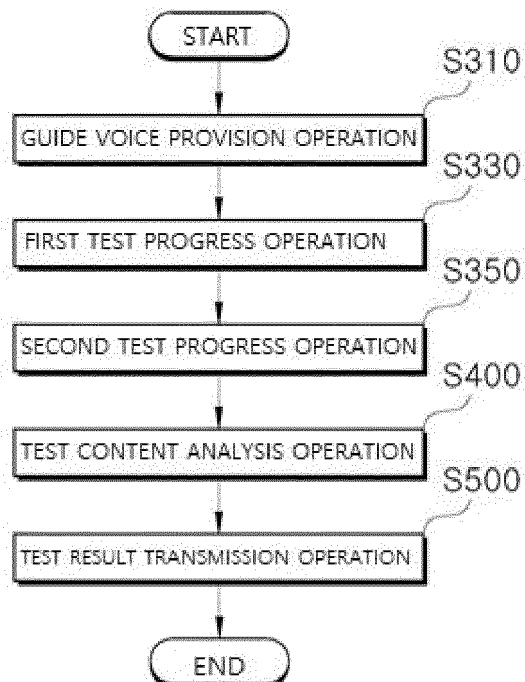 START
S310
GUIDE VOICE PROVISION OPERATION
S330
FIRST TEST PROGRESS OPERATION
S350
SECOND TEST PROGRESS OPERATION
S400
TEST CONTENT ANALYSIS OPERATION
S500
TEST RESULT TRANSMISSION OPERATION
END